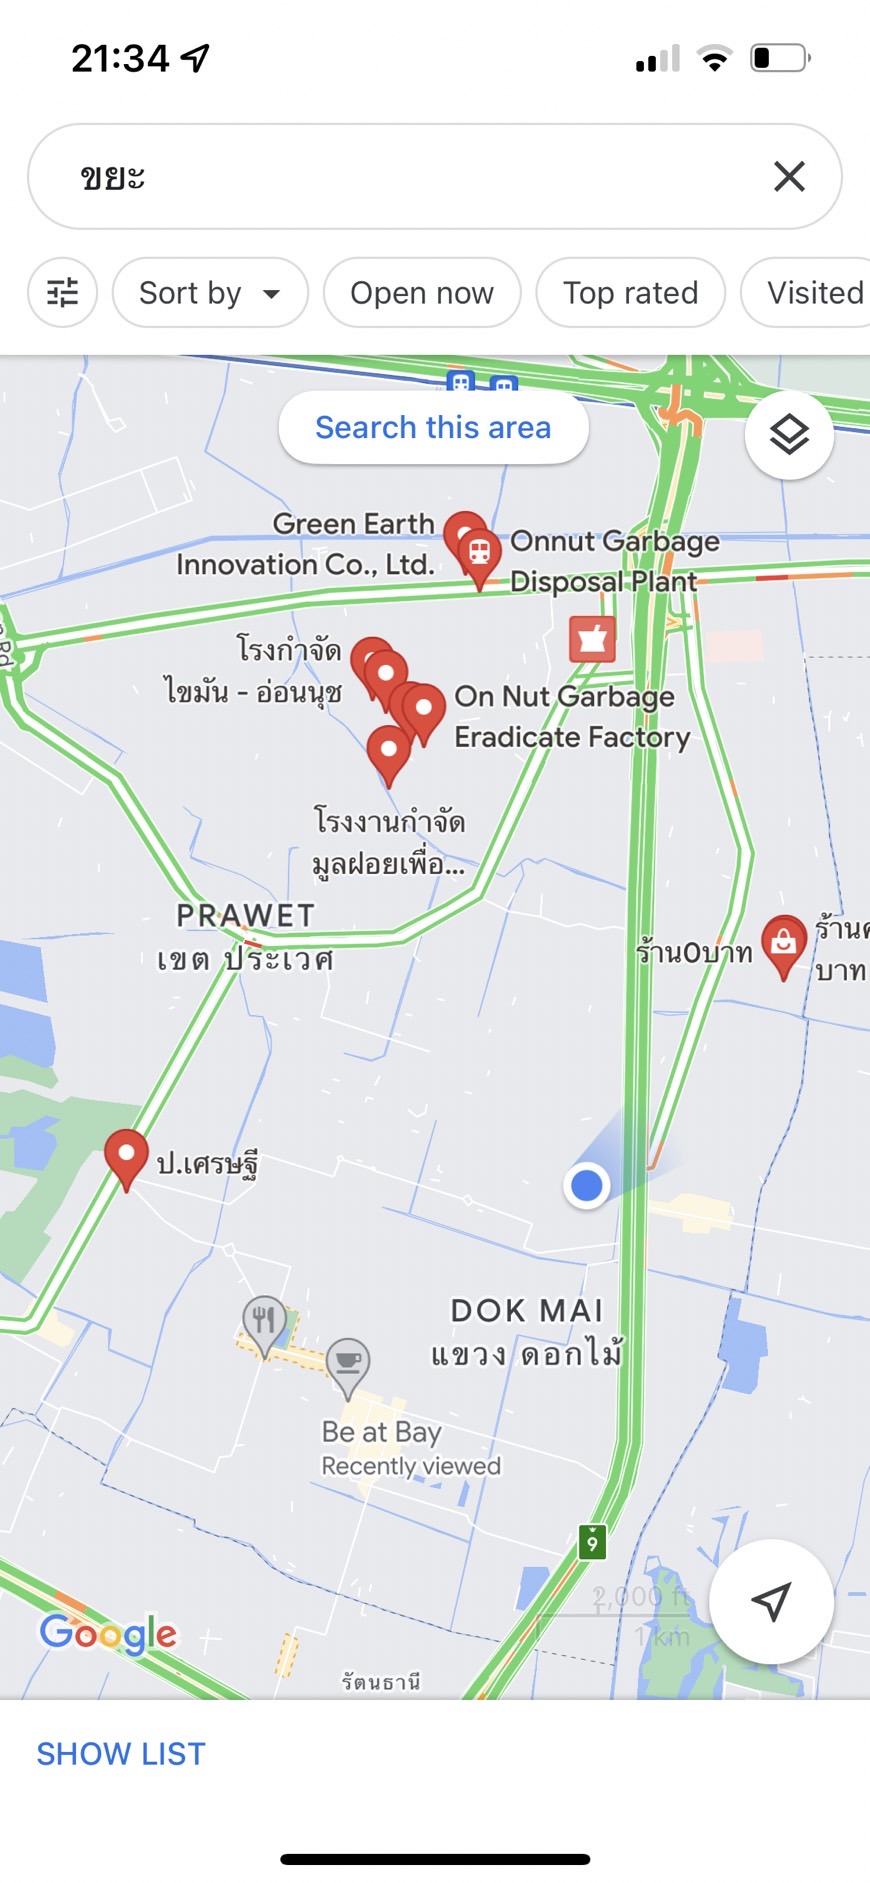 21:34
ขยะ
Sort by
Open now
Top rated
Visited
Search this area
Green Earth
Innovation Co., Ltd.
Onnut Garbage
Disposal Plant
โรงกำจัด
ไขมัน - อ่อนนุช
On Nut Garbage
Eradicate Factory
โรงงานกำจัด
มูลฝอยเพื่อ...
PRAWET
เขต ประเวศ
ร้าน0บาท
บาท
ป.เศรษฐี
DOK MAI
แขวง ดอกไม้
Be at Bay
Recently viewed
9
2,000 ft
1 km
Google
รัตนธานี
SHOW LIST